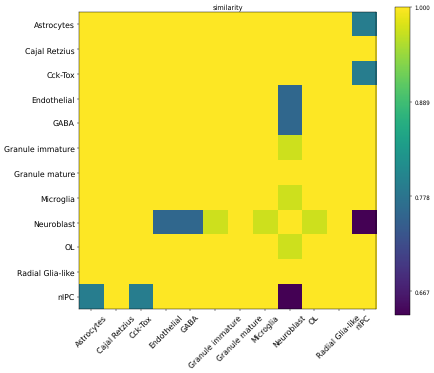 similarity
Astrocytes
Cajal Retzius
Cck-Tox
Endothelial
GABA
Granule immature
Granule mature
Microglia
Neuroblast
OL
Radial Glia-like
nIPC
Astrocytes
Cajal Retzius
Cck-Tox
Endothelial
GABA
Granule immature
Granule mature
Microglia
Neuroblast
OL
Radial Glia-like
nIPC
1.000
0.889
0.778
0.667